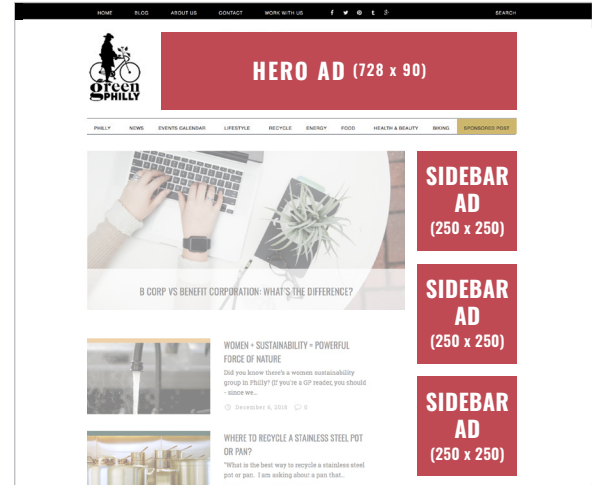 HOME BLOG ABOUT US CONTACT WORK WITH US SEARCH
green
PHILLY
HERO AD (728 x 90)
PHILLY NEWS EVENTS CALENDAR LIFESTYLE RECYCLE ENERGY FOOD HEALTH & BEAUTY BIKING SPONSORED POST
SIDEBAR
AD
(250 x 250)
B CORP VS BENEFIT CORPORATION: WHAT'S THE DIFFERENCE?
SIDEBAR
AD
(250 x 250)
WOMEN + SUSTAINABILITY = POWERFUL
FORCE OF NATURE
Did you know there's a women sustainability
group in Philly? (If you're a GP reader, you should
- since we...
December 6, 2018 0
SIDEBAR
AD
(250 x 250)
WHERE TO RECYCLE A STAINLESS STEEL POT
OR PAN?
"What is the best way to recycle a stainless steel
pot or pan. I am asking about a pan that...